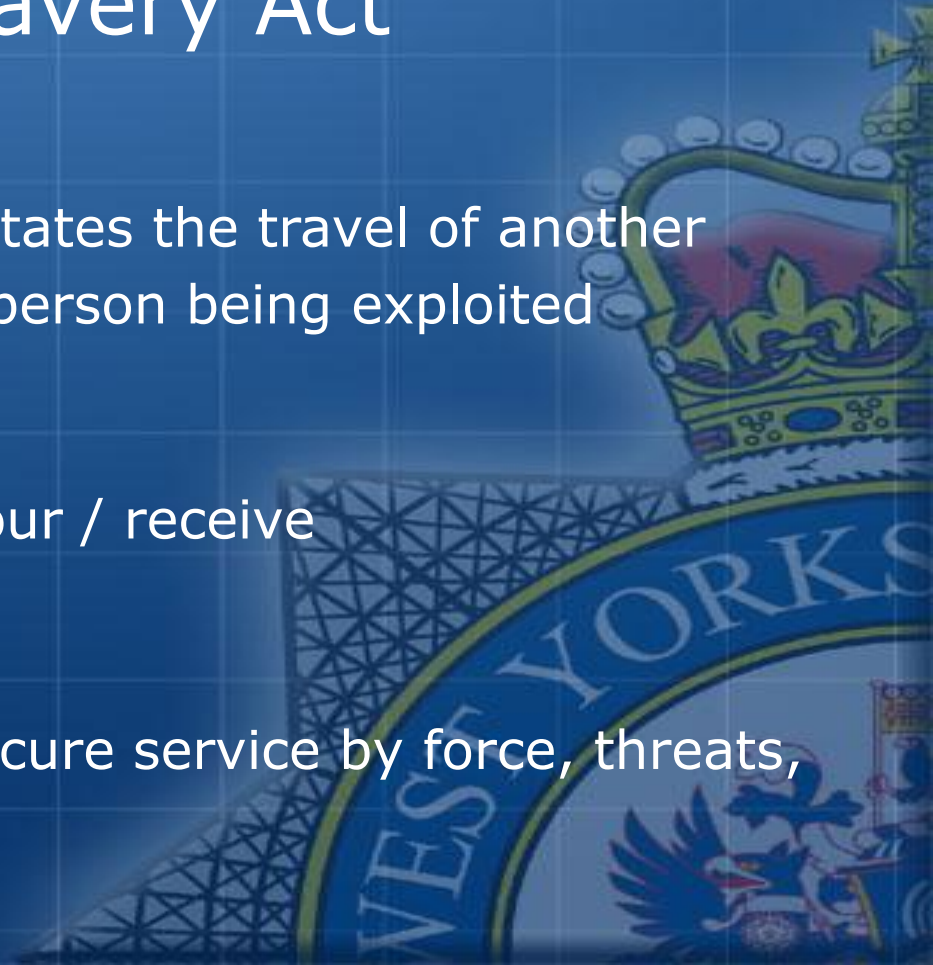 avery Act
tates the travel of another
person being exploited
our / receive
cure service by force, threats,
WEST YORKS